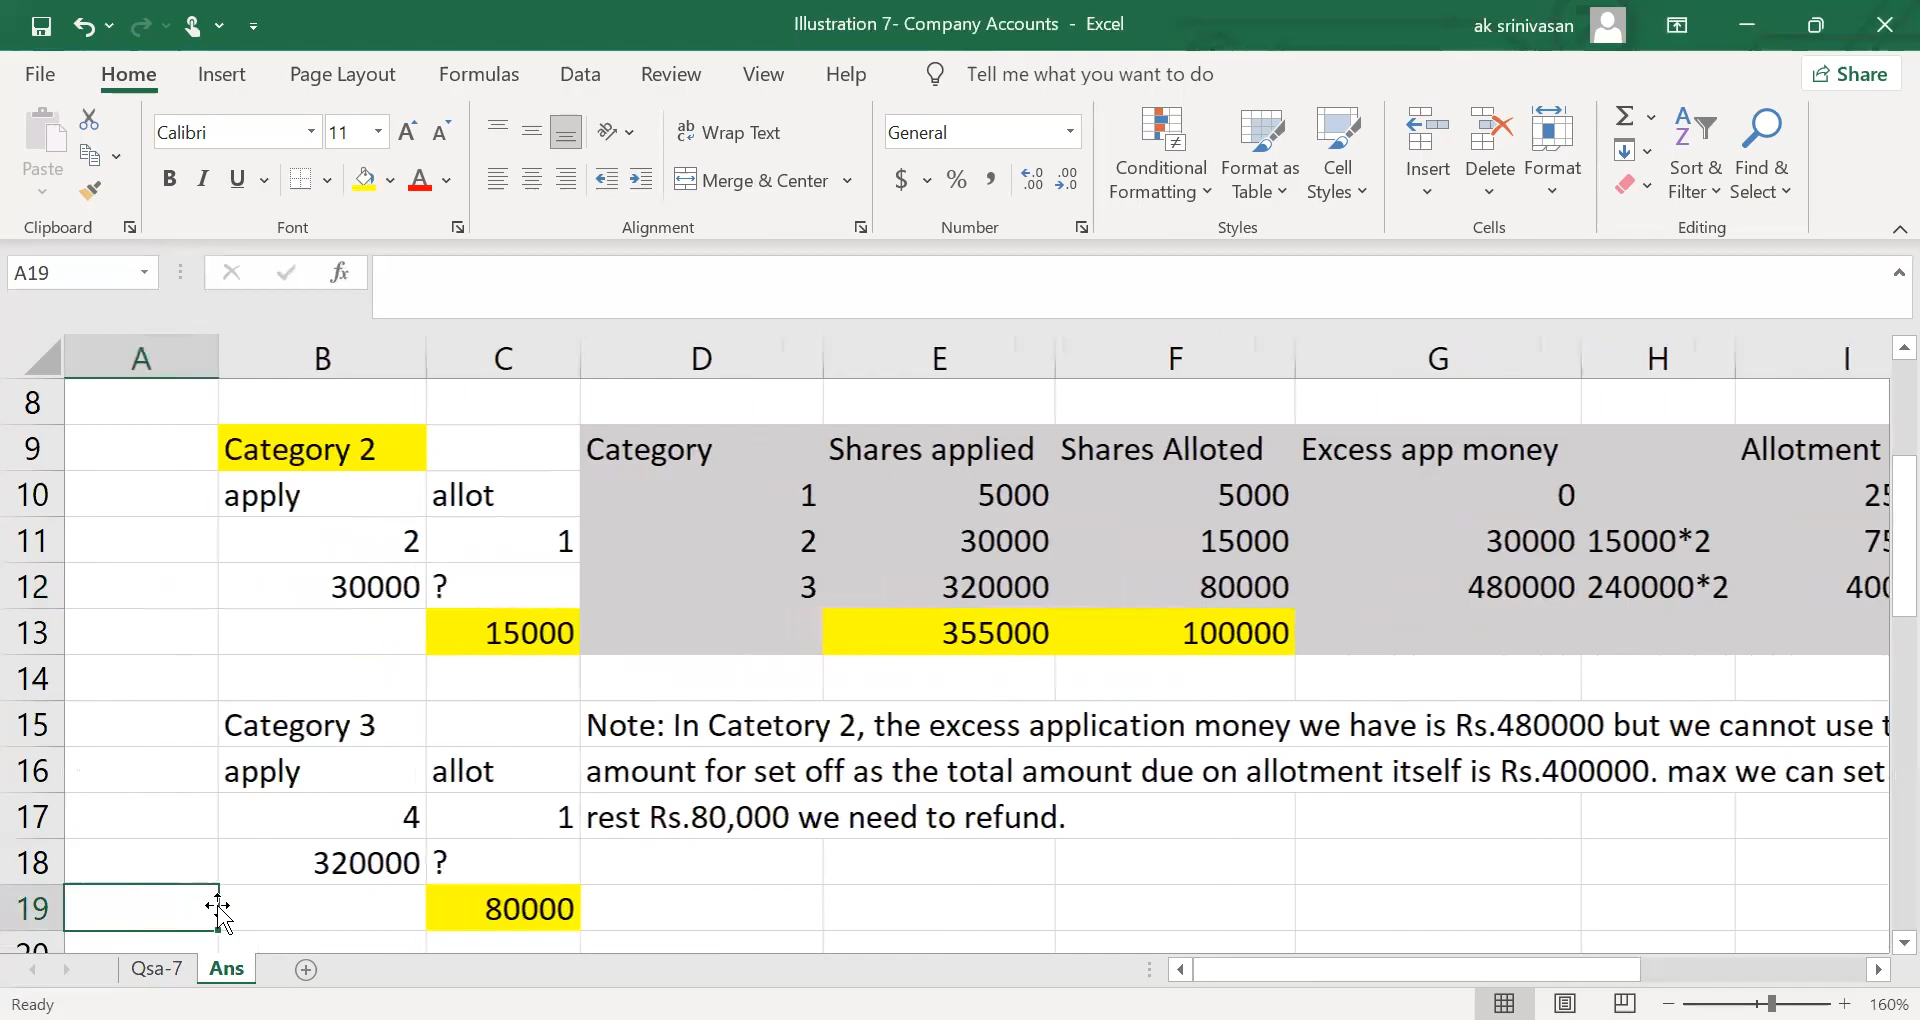 Illustration 7- Company Accounts - Excel
ak srinivasan
File Home Insert Page Layout Formulas Data Review View Help Tell me what you want to do
Share
Paste
Calibri 11
B I U
ab Wrap Text
Merge & Center
General
$ % ,
Conditional Formatting
Format as Table
Cell Styles
Insert Delete Format
Sort & Filter
Find & Select
Clipboard Font Alignment Number Styles Cells Editing
A19
fx
A B C D E F G H I
8
9 Category 2 Category Shares applied Shares Alloted Excess app money Allotment
10 apply allot 1 5000 5000 0 25
11 2 1 2 30000 15000 30000 15000*2 75
12 30000 ? 3 320000 80000 480000 240000*2 400
13 15000 355000 100000
14
15 Category 3 Note: In Catetory 2, the excess application money we have is Rs.480000 but we cannot use t
16 apply allot amount for set off as the total amount due on allotment itself is Rs.400000. max we can set
17 4 1 rest Rs.80,000 we need to refund.
18 320000 ?
19 80000
20
Qsa-7 Ans
Ready
160%